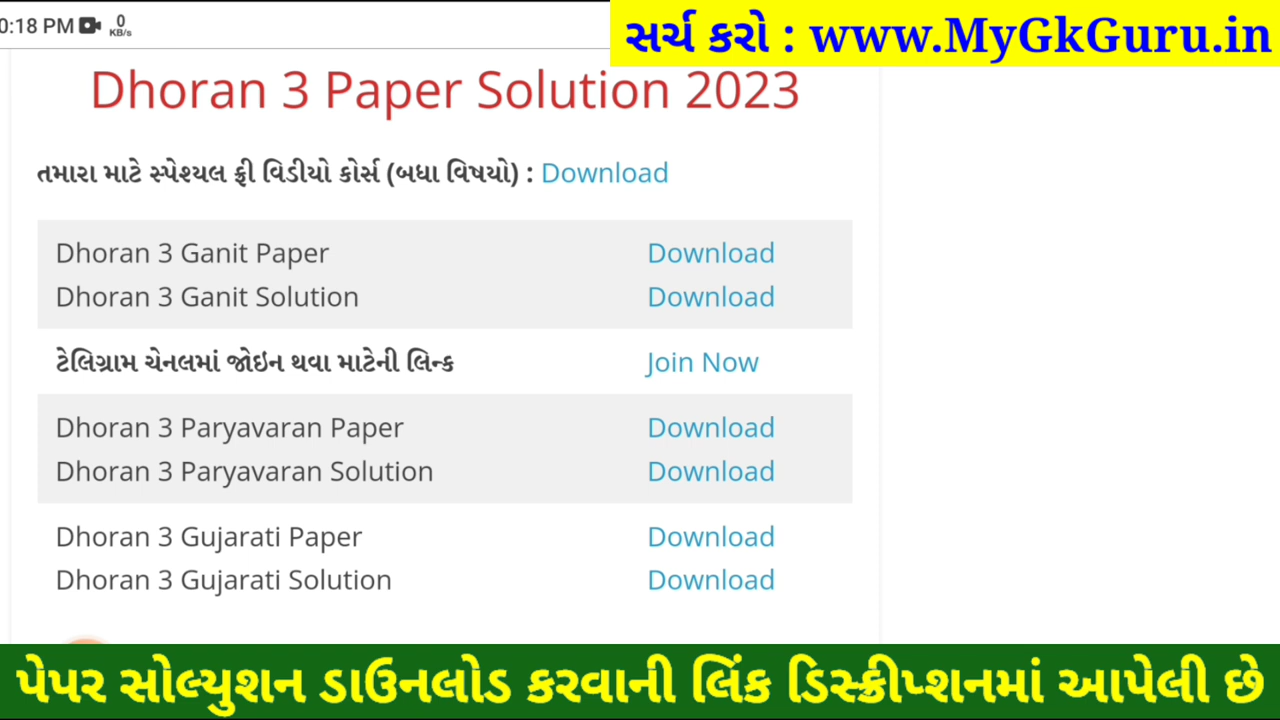 0:18 PM 0 KB/s
સર્ચ કરો : www.MyGkGuru.in
Dhoran 3 Paper Solution 2023
તમારા માટે સ્પેશ્યલ ફ્રી વિડીયો કોર્સ (બધા વિષયો) : Download
Dhoran 3 Ganit Paper Download
Dhoran 3 Ganit Solution Download
ટેલિગ્રામ ચેનલમાં જોઇન થવા માટેની લિન્ક Join Now
Dhoran 3 Paryavaran Paper Download
Dhoran 3 Paryavaran Solution Download
Dhoran 3 Gujarati Paper Download
Dhoran 3 Gujarati Solution Download
પેપર સોલ્યુશન ડાઉનલોડ કરવાની લિંક ડિસ્ક્રીપ્શનમાં આપેલી છે